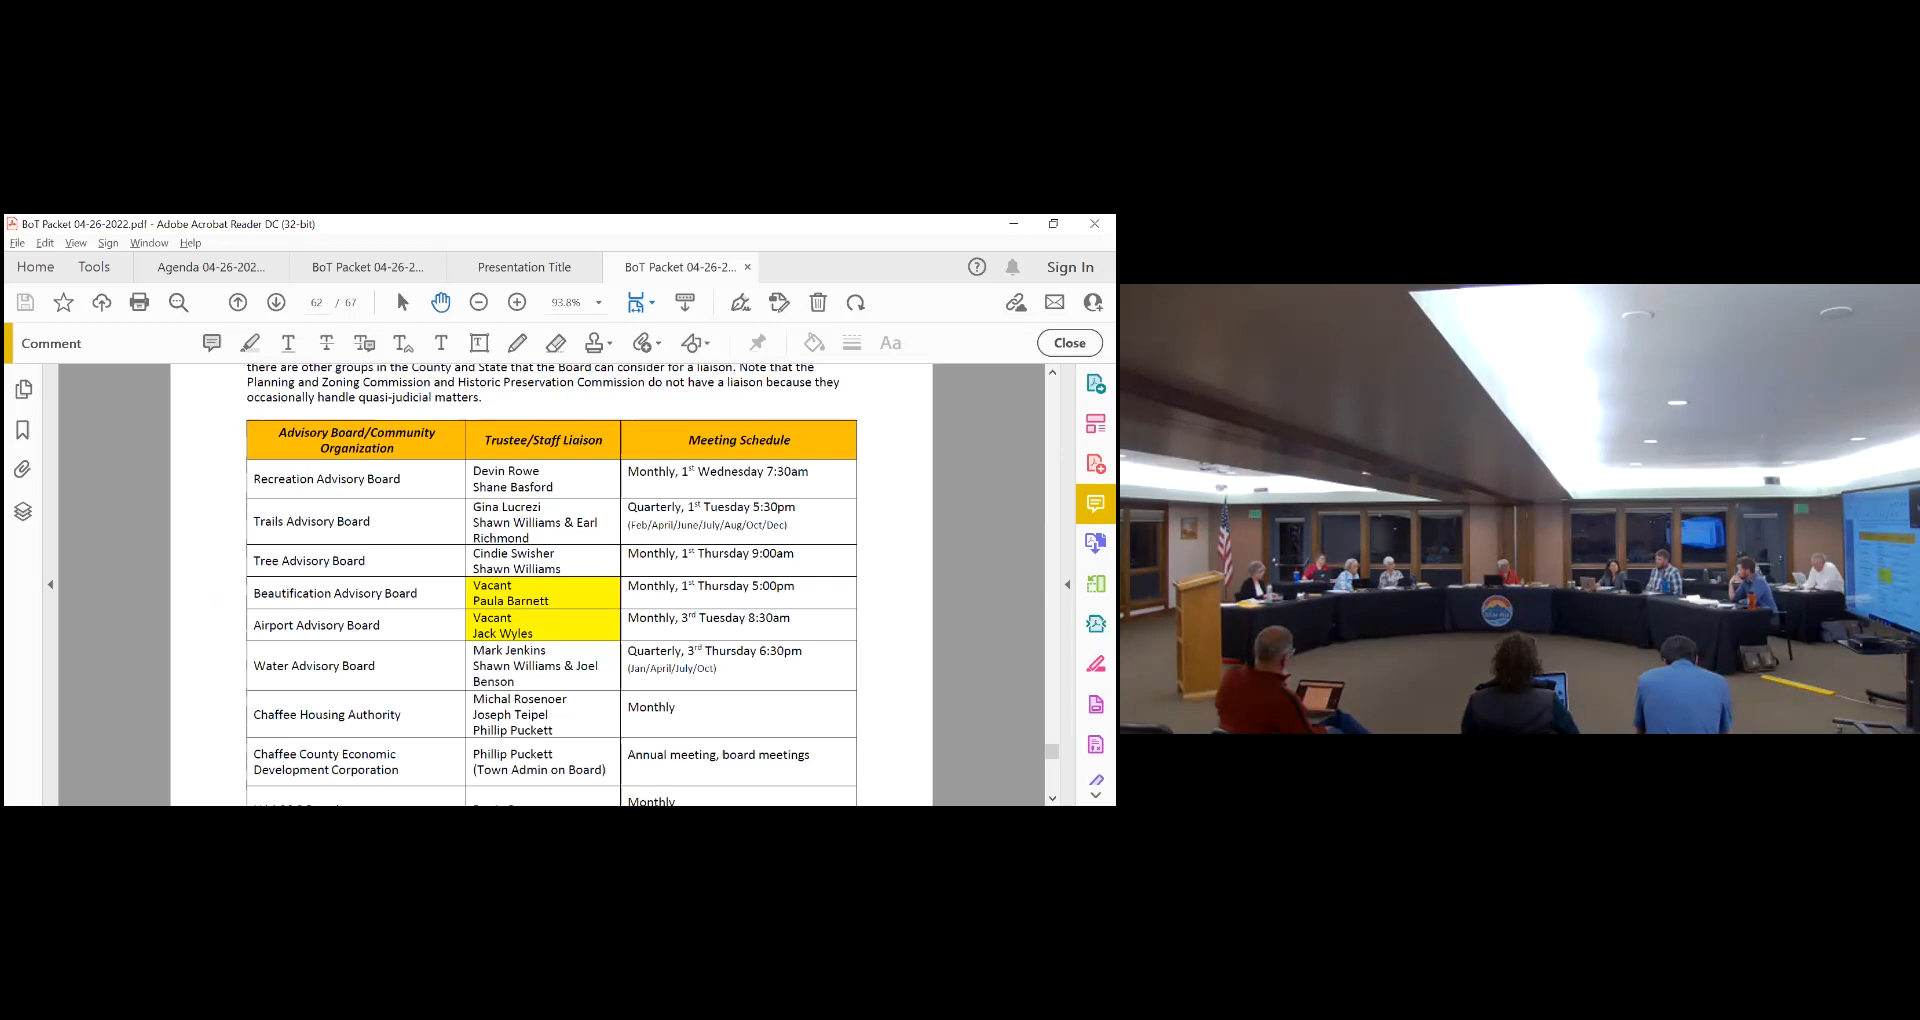 BoT Packet 04-26-2022.pdf - Adobe Acrobat Reader DC (32-bit)
File Edit View Sign Window Help
Home Tools Agenda 04-26-202... BoT Packet 04-26-2... Presentation Title BoT Packet 04-26-2... × Sign In
62 / 67 93.8%
Comment Aa Close
there are other groups in the County and State that the Board can consider for a liaison. Note that the
Planning and Zoning Commission and Historic Preservation Commission do not have a liaison because they
occasionally handle quasi-judicial matters.
Advisory Board/Community
Organization
Trustee/Staff Liaison
Meeting Schedule
Recreation Advisory Board
Devin Rowe
Shane Basford
Monthly, 1st Wednesday 7:30am
Trails Advisory Board
Gina Lucrezi
Shawn Williams & Earl
Richmond
Quarterly, 1st Tuesday 5:30pm
(Feb/April/June/July/Aug/Oct/Dec)
Tree Advisory Board
Cindie Swisher
Shawn Williams
Monthly, 1st Thursday 9:00am
Beautification Advisory Board
Vacant
Paula Barnett
Monthly, 1st Thursday 5:00pm
Airport Advisory Board
Vacant
Jack Wyles
Monthly, 3rd Tuesday 8:30am
Water Advisory Board
Mark Jenkins
Shawn Williams & Joel
Benson
Quarterly, 3rd Thursday 6:30pm
(Jan/April/July/Oct)
Chaffee Housing Authority
Michal Rosenoer
Joseph Teipel
Phillip Puckett
Monthly
Chaffee County Economic
Development Corporation
Phillip Puckett
(Town Admin on Board)
Annual meeting, board meetings
Monthly